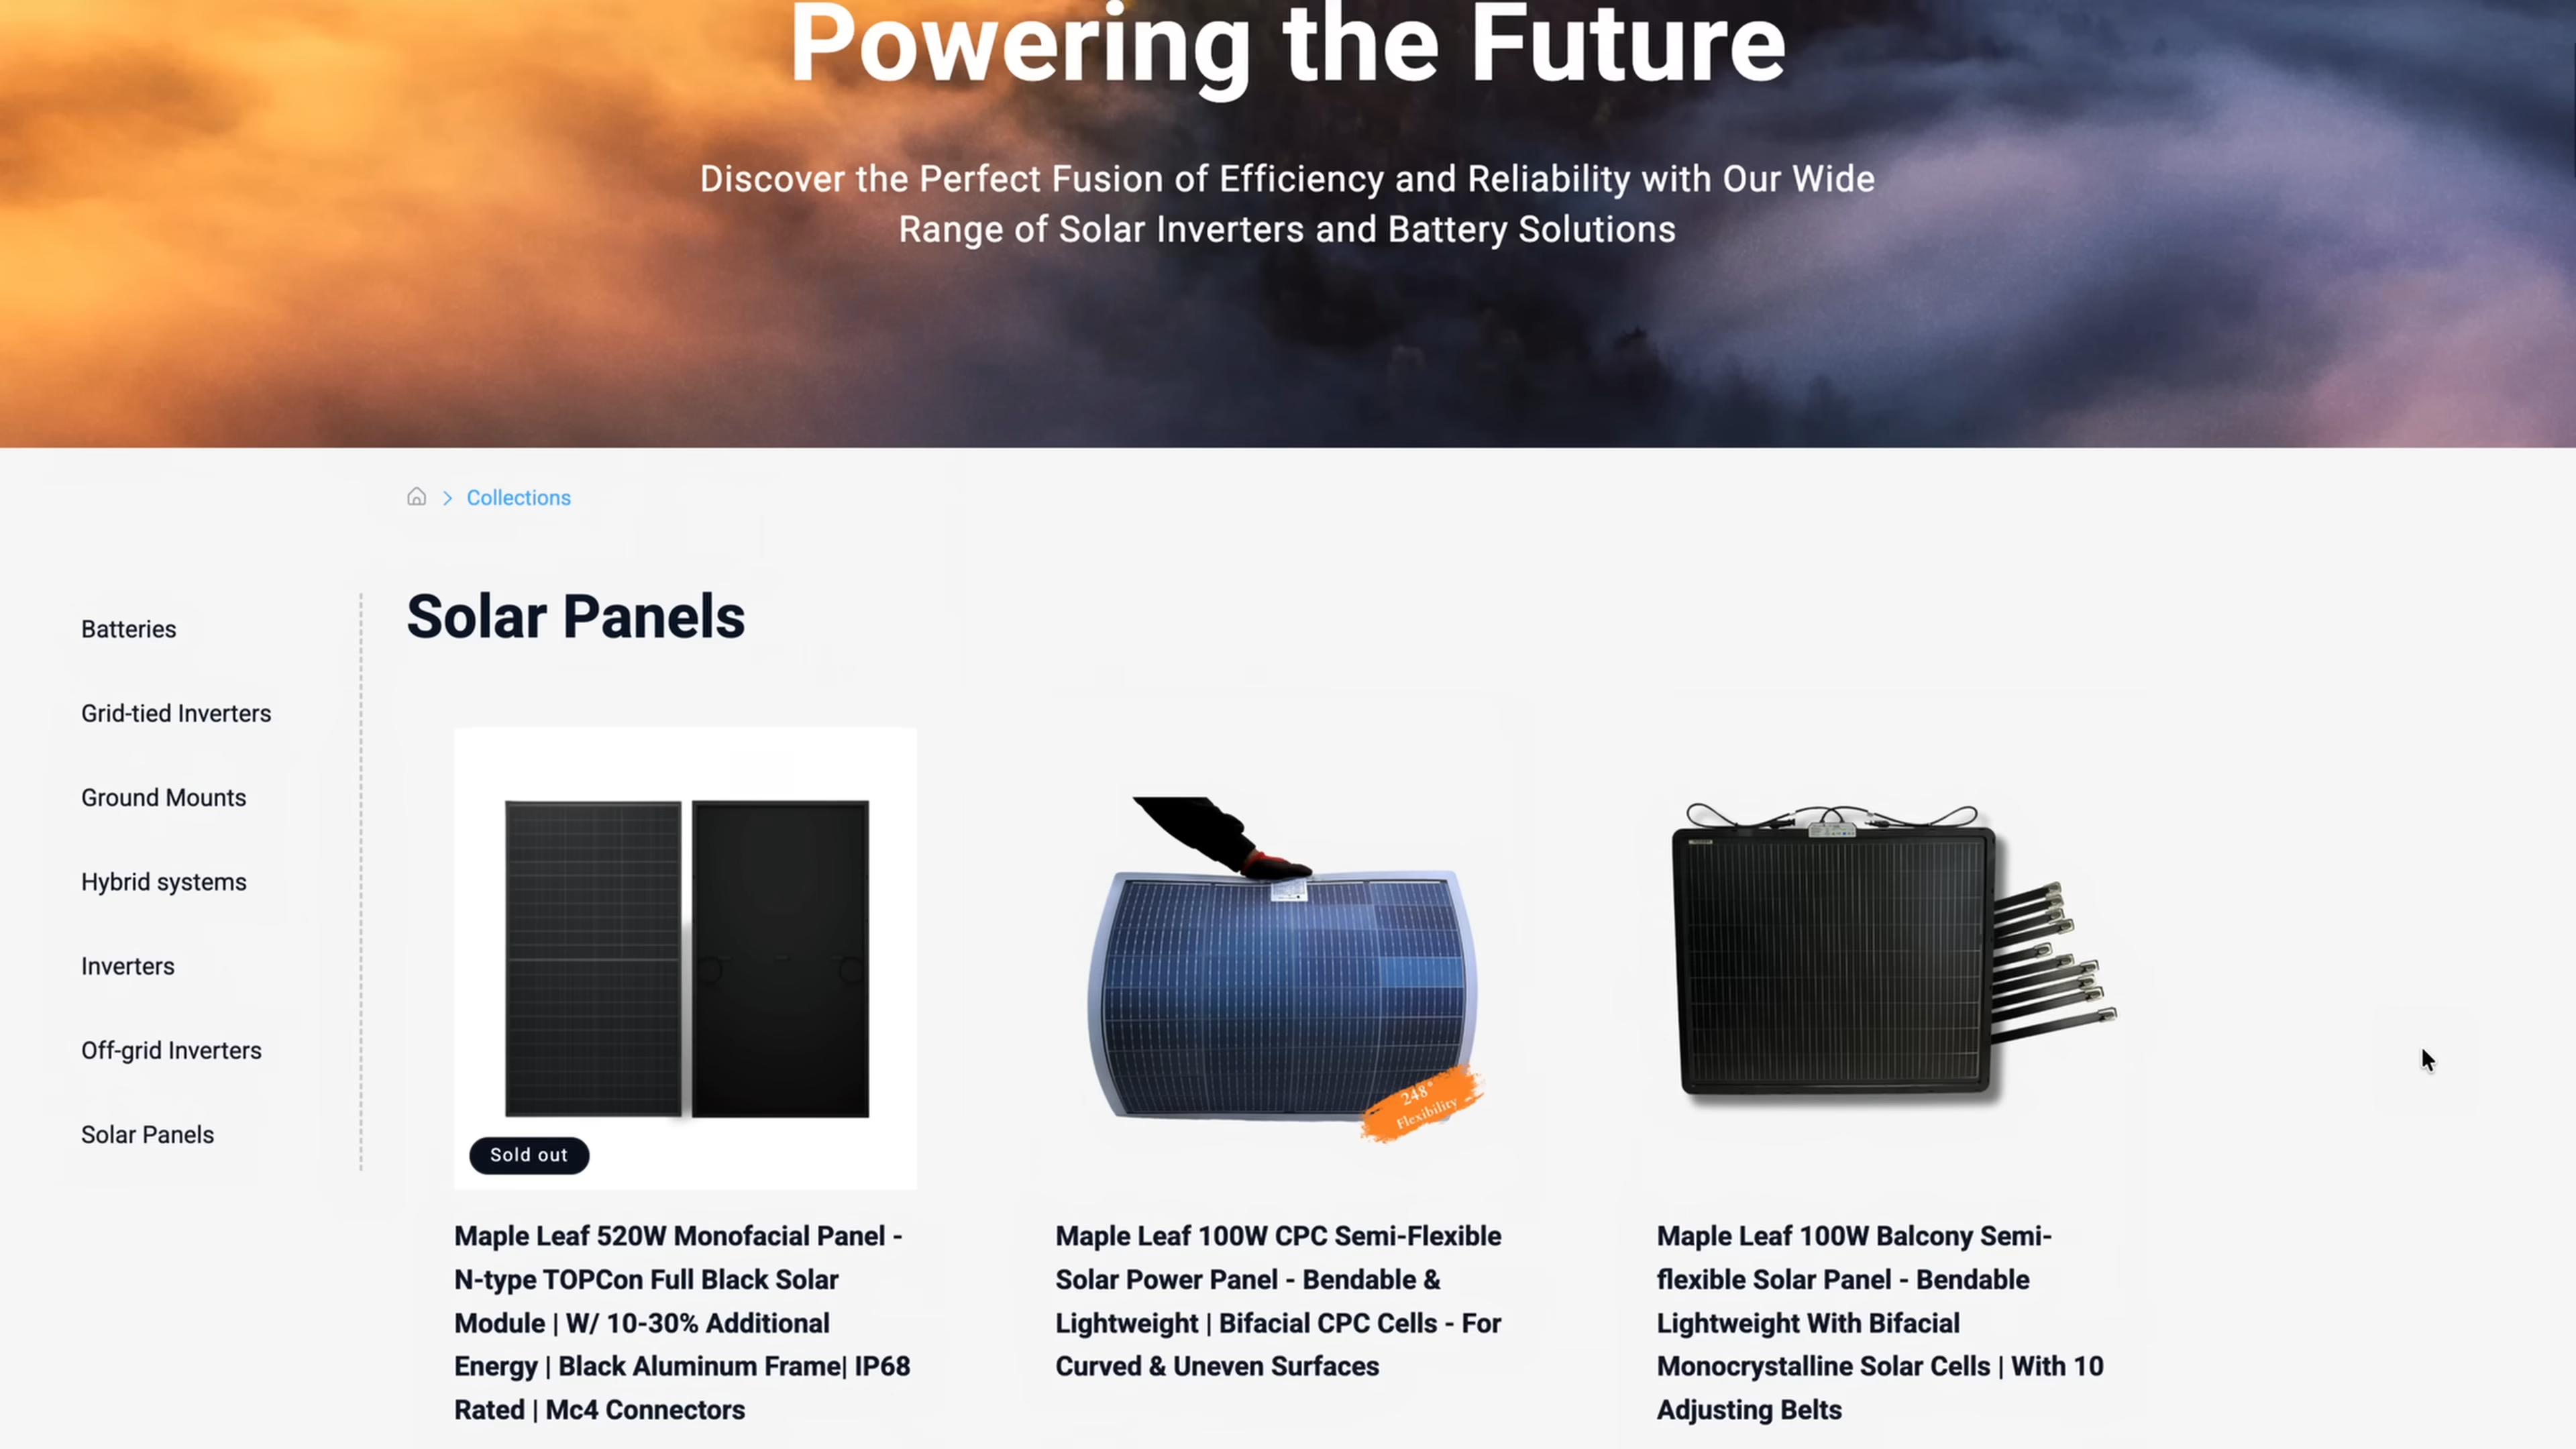 Powering the Future
Discover the Perfect Fusion of Efficiency and Reliability with Our Wide
Range of Solar Inverters and Battery Solutions
Collections
Batteries
Grid-tied Inverters
Ground Mounts
Hybrid systems
Inverters
Off-grid Inverters
Solar Panels
Solar Panels
Sold out
Maple Leaf 520W Monofacial Panel -
N-type TOPCon Full Black Solar
Module | W/ 10-30% Additional
Energy | Black Aluminum Frame| IP68
Rated | Mc4 Connectors
248°
Flexibility
Maple Leaf 100W CPC Semi-Flexible
Solar Power Panel - Bendable &
Lightweight | Bifacial CPC Cells - For
Curved & Uneven Surfaces
Maple Leaf 100W Balcony Semi-
flexible Solar Panel - Bendable
Lightweight With Bifacial
Monocrystalline Solar Cells | With 10
Adjusting Belts